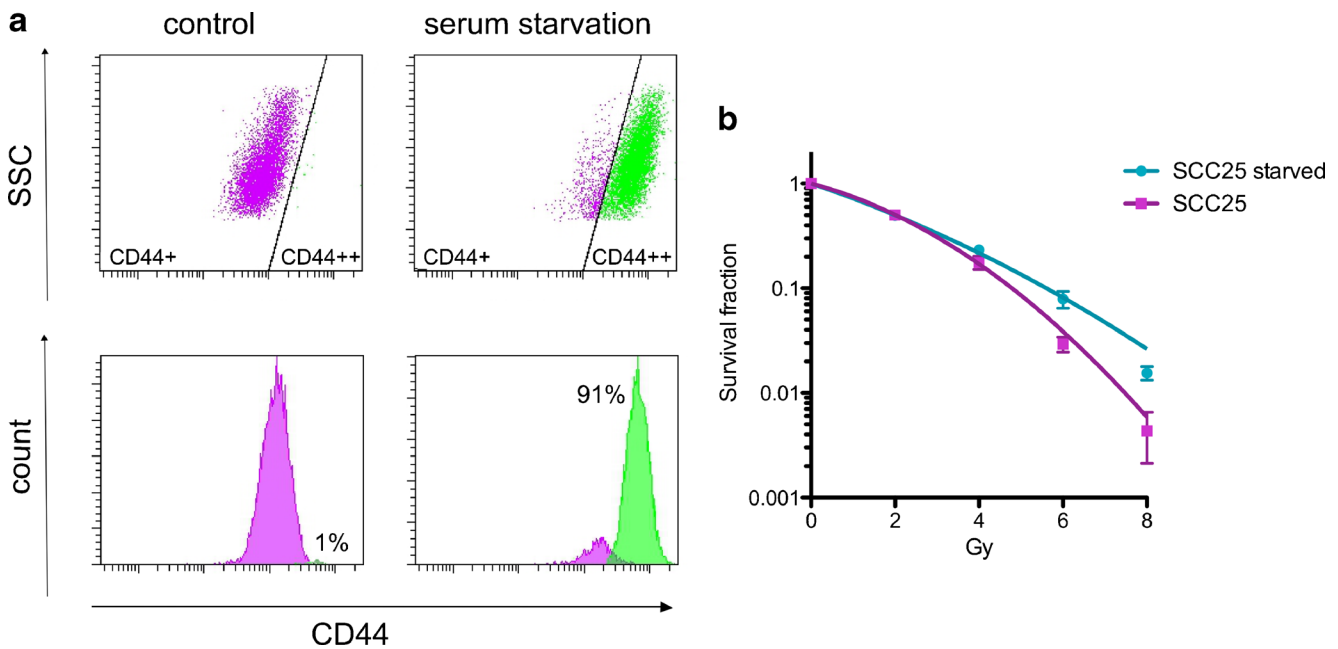 a
control
serum starvation
SSC
CD44+
CD44++
CD44+
CD44++
count
1%
91%
CD44
b
Survival fraction
1
0.1
0.01
0.001
0
2
4
6
8
Gy
SCC25 starved
SCC25